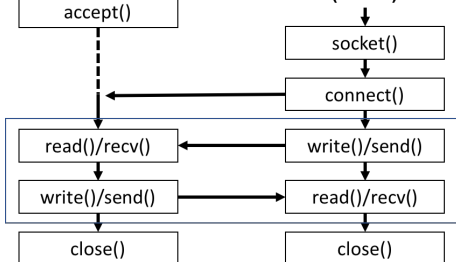 accept()
socket()
connect()
read()/recv()
write()/send()
write()/send()
read()/recv()
close()
close()